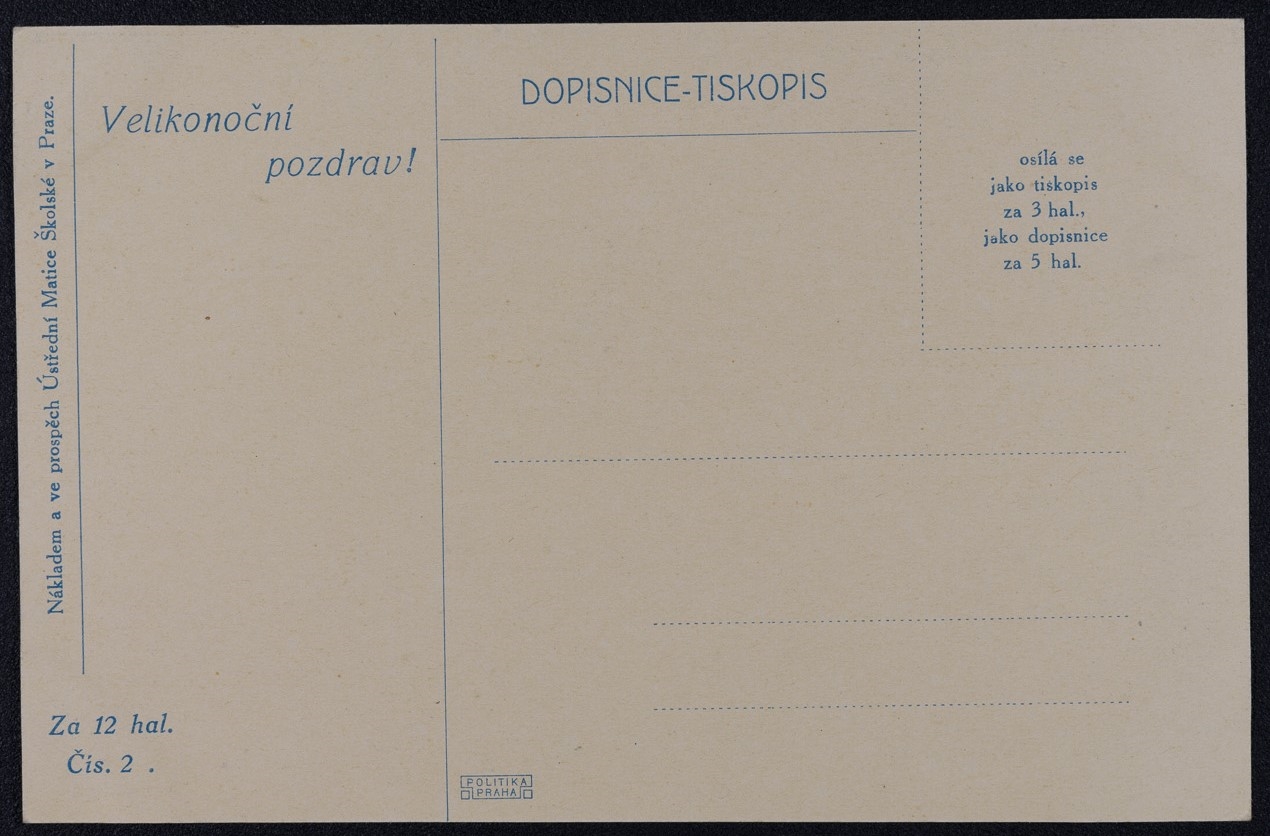 Nákladem a ve prospěch Ústřední Matice Školské v Praze.
Velikonoční
pozdrav!
Za 12 hal.
Čís. 2 .
DOPISNICE-TISKOPIS
osílá se
jako tiskopis
za 3 hal.,
jako dopisnice
za 5 hal.
POLITIKA
PRAHA